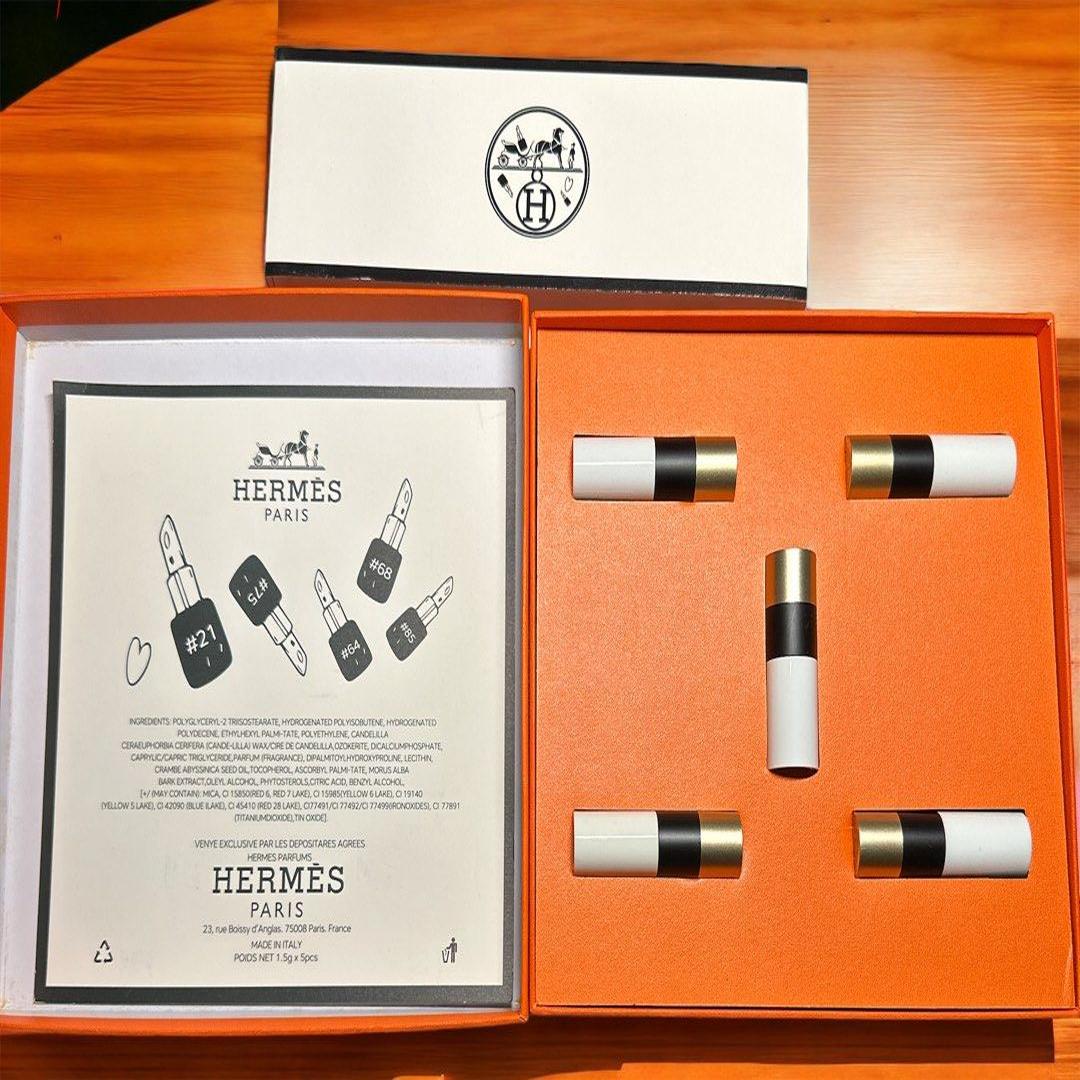 H
HERMÈS
PARIS
#68
#75
#21
#64
#85
INGREDIENTS: POLYGLYCERYL-2 TRIISOSTEARATE, HYDROGENATED POLYISOBUTENE, HYDROGENATED
POLYDECENE, ETHYLHEXYL PALMI-TATE, POLYETHYLENE, CANDELILLA
CERAEUPHORBIA CERIFERA (CANDE-LILLA) WAX/CIRE DE CANDELILLA,OZOKERITE, DICALCIUMPHOSPHATE,
CAPRYLIC/CAPRIC TRIGLYCERIDE,PARFUM (FRAGRANCE), DIPALMITOYLHYDROXYPROLINE, LECITHIN,
CRAMBE ABYSSINICA SEED OIL,TOCOPHEROL, ASCORBYL PALMI-TATE, MORUS ALBA
BARK EXTRACT,OLEYL ALCOHOL, PHYTOSTEROLS,CITRIC ACID, BENZYL ALCOHOL,
[+/ (MAY CONTAIN): MICA, CI 15850(RED 6, RED 7 LAKE), CI 15985(YELLOW 6 LAKE), CI 19140
(YELLOW 5 LAKE), CI 42090 (BLUE ILAKE), CI 45410 (RED 28 LAKE), CI77491/CI 77492/CI 77499(IRONOXIDES), CI 77891
(TITANIUMDIOXIDE),TIN OXIDE].
VENYE EXCLUSIVE PAR LES DEPOSITARES AGREES
HERMES PARFUMS
HERMÈS
PARIS
23, rue Boissy d'Anglas. 75008 Paris. France
MADE IN ITALY
POIDS NET 1.5g x 5pcs